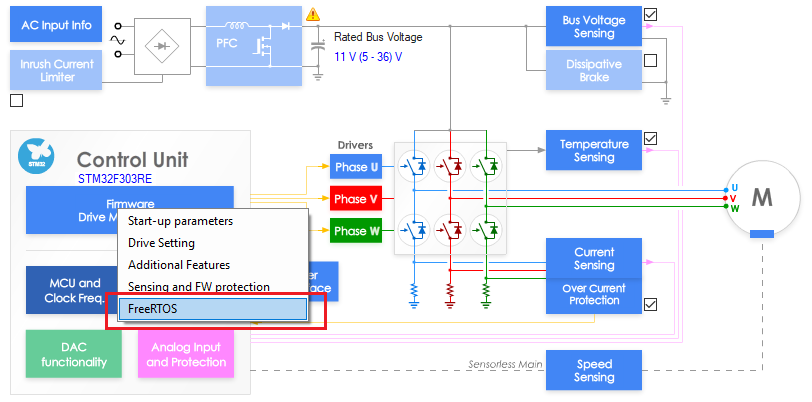 AC Input Info
Inrush Current
Limiter
PFC
Rated Bus Voltage
11 V (5 - 36) V
Bus Voltage
Sensing
Dissipative
Brake
STM32
Control Unit
STM32F303RE
Drivers
Phase U
Phase V
Phase W
Temperature
Sensing
U
V
W
M
Firmware
Drive M
Start-up parameters
Drive Setting
Additional Features
Sensing and FW protection
FreeRTOS
MCU and
Clock Freq.
Current
Sensing
Over Current
Protection
DAC
functionality
Analog Input
and Protection
Sensorless Main
Speed
Sensing